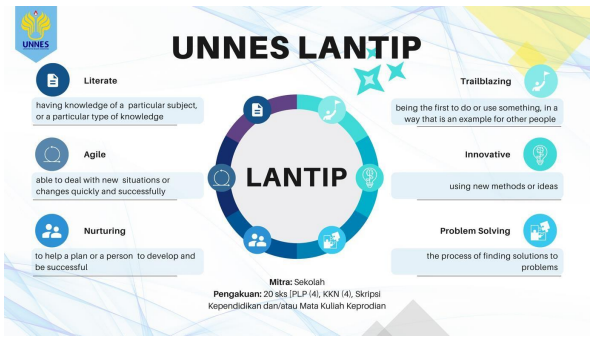 UNNES
UNNES LANTIP
Literate
having knowledge of a particular subject,
or a particular type of knowledge
Agile
able to deal with new situations or
changes quickly and successfully
Nurturing
to help a plan or a person to develop and
be successful
LANTIP
Trailblazing
being the first to do or use something, in a
way that is an example for other people
Innovative
using new methods or ideas
Problem Solving
the process of finding solutions to
problems
Mitra: Sekolah
Pengakuan: 20 sks [PLP (4), KKN (4), Skripsi
Kependidikan dan/atau Mata Kuliah Keprodian